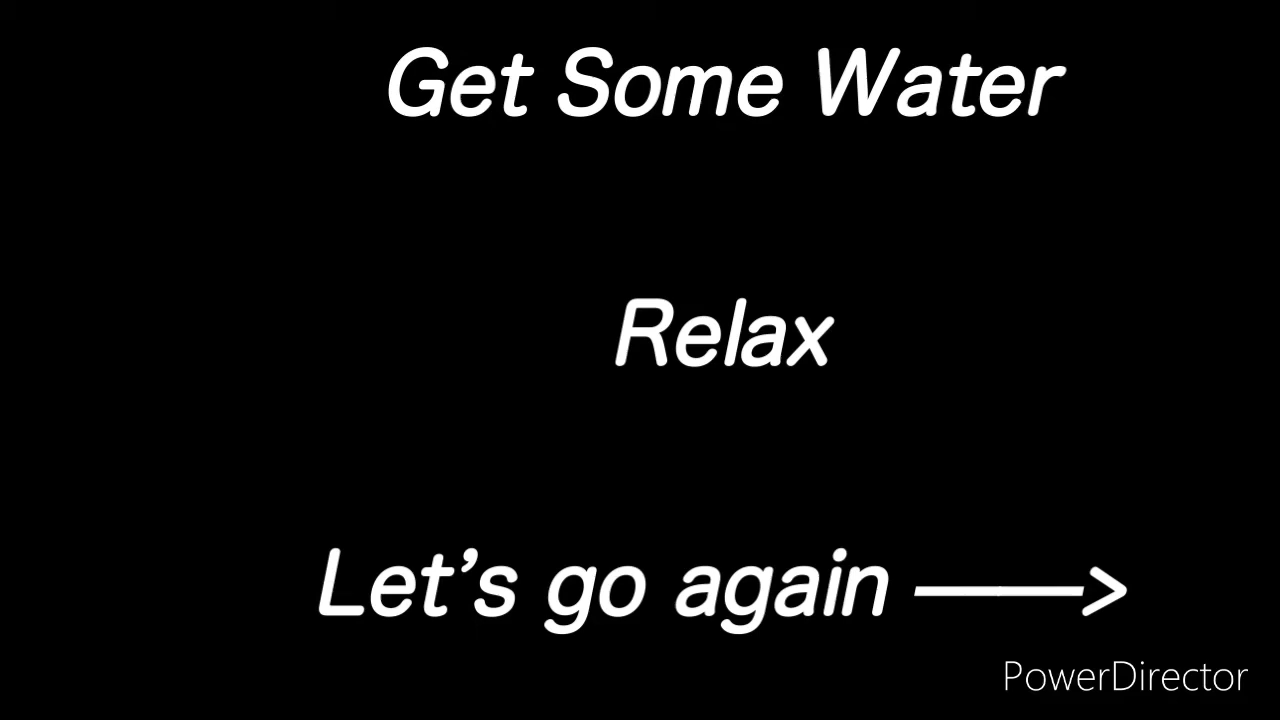 Get Some Water
Relax
Let’s go again ——>
PowerDirector